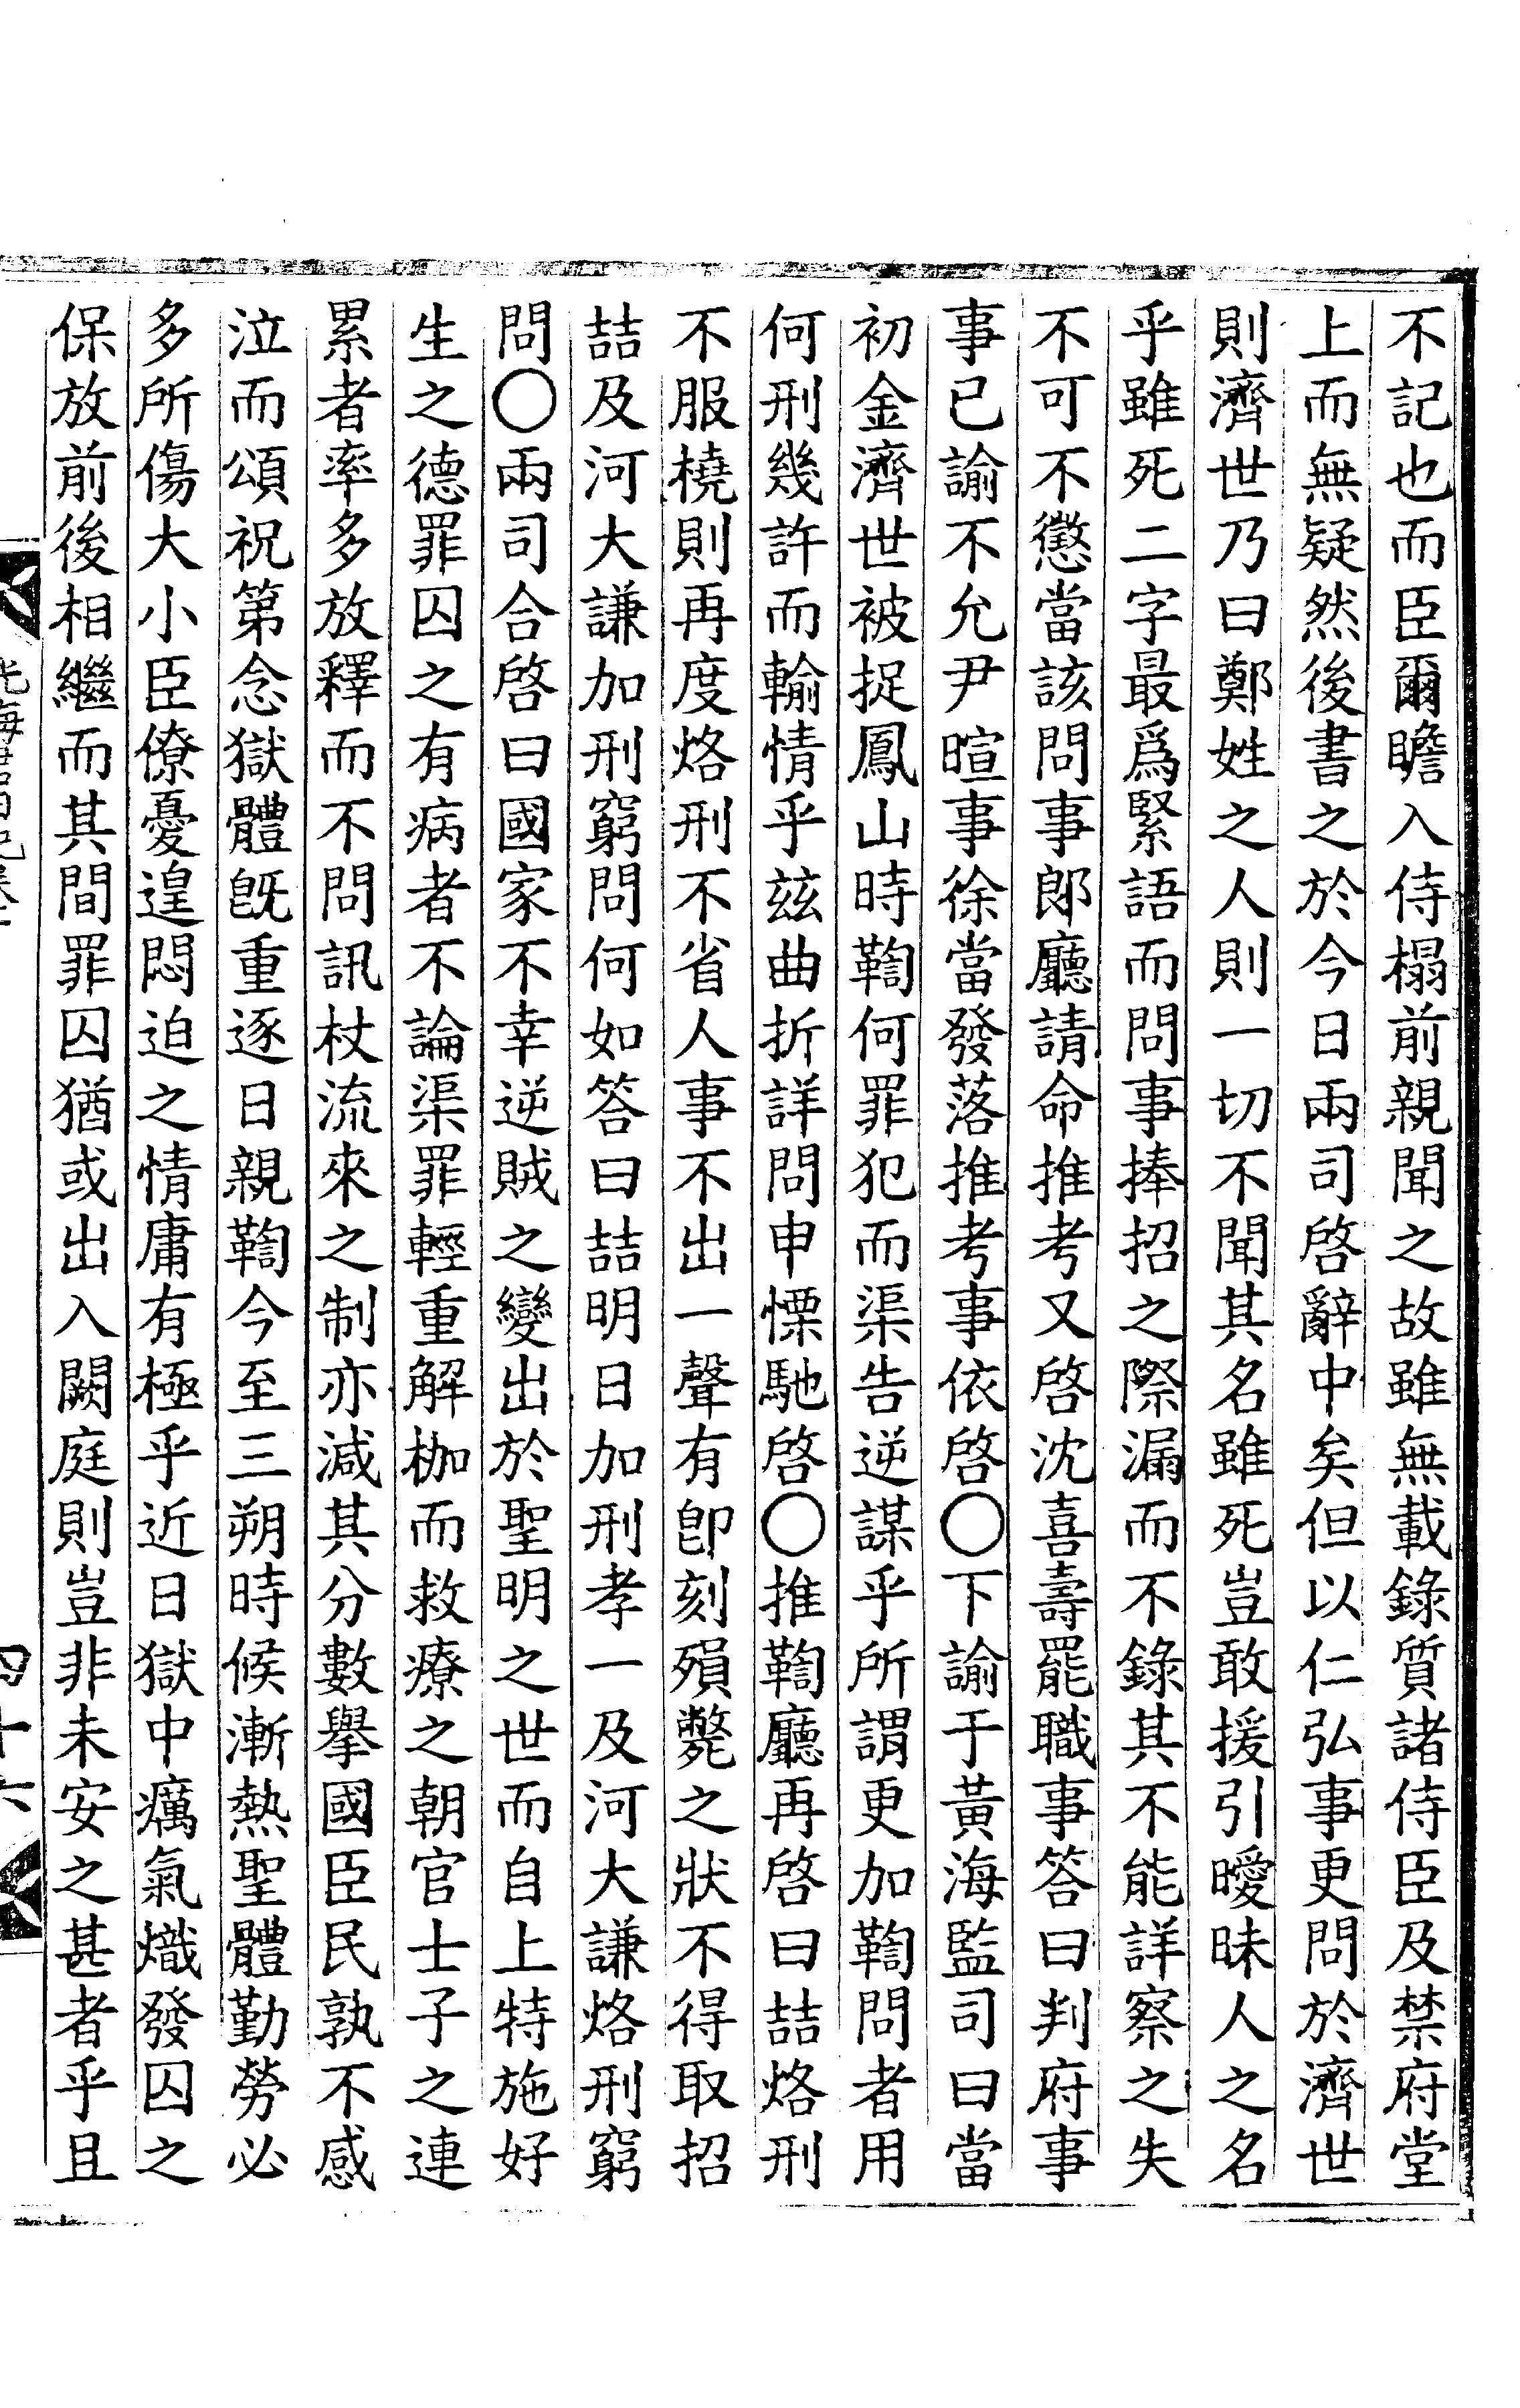 不記也而臣爾瞻入侍榻前親聞之故雖無載錄質諸侍臣及禁府堂
上而無疑然後書之於今日兩司啓辭中矣但以仁弘事更問於濟世
則濟世乃曰鄭姓之人則一切不聞其名雖死豈敢援引曖昧人之名
乎雖死二字最爲緊語而問事捧招之際漏而不錄其不能詳察之失
不可不懲當該問事郎廳請命推考又啓沈喜壽罷職事答曰判府事
事已諭不允尹暄事徐當發落推考事依啓○下諭于黃海監司曰當
初金濟世被捉鳳山時鞫何罪犯而渠告逆謀乎所謂更加鞫問者用
何刑幾許而輸情乎玆曲折詳問申慄馳啓○推鞫廳再啓曰喆烙刑
不服橈則再度烙刑不省人事不出一聲有卽刻殞斃之狀不得取招
喆及河大謙加刑窮問何如答曰喆明日加刑孝一及河大謙烙刑窮
問○兩司合啓曰國家不幸逆賊之變出於聖明之世而自上特施好
生之德罪囚之有病者不論渠罪輕重解枷而救療之朝官士子之連
累者率多放釋而不問訊杖流來之制亦減其分數擧國臣民孰不感
泣而頌祝第念獄體旣重逐日親鞫今至三朔時候漸熱聖體勤勞必
多所傷大小臣僚憂遑悶迫之情庸有極乎近日獄中癘氣熾發囚之
保放前後相繼而其間罪囚猶或出入闕庭則豈非未安之甚者乎且
四十六